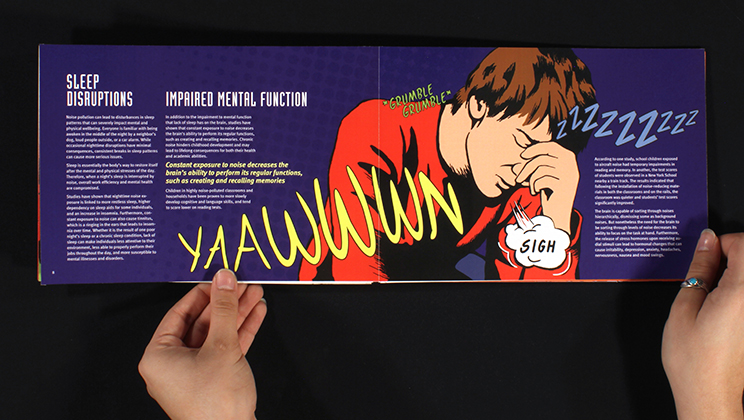 SLEEP
DISRUPTIONS
Noise pollution can lead to disturbances in sleep
patterns that can severely impact mental and
physical wellbeing. Everyone is familiar with being
awaken in the middle of the night by a neighbor's
dog, loud people outside, or a car alarm. While
occasional nighttime disruptions have minimal
consequences, consistent breaks in sleep patterns
can cause more serious issues.
Sleep is essentially the body's way to restore itself
after the mental and physical stresses of the day.
Therefore, when a night's sleep is interrupted by
noise, overall worth efficiency and mental health
are compromised.
Studies have shown that nighttime noise ex-
posure is linked to more restless sleep, higher
dependency on sleep aids for some individuals,
and an increase in insomnia. Furthermore, con-
stant exposure to noise can also cause tinnitus,
which is a ringing in the ears that leads to insom-
nia over time. Whether it is the result of one poor
night's sleep or a chronic sleep condition, lack of
sleep can make individuals less attentive to their
environment, less able to properly perform their
jobs throughout the day, and more susceptible to
mental illnesses and disorders.
8
IMPAIRED MENTAL FUNCTION
In addition to the impairment to mental function
that lack of sleep has on the brain, studies have
shown that constant exposure to noise decreases
the brain's ability to perform its regular functions,
such as creating and recalling memories. Chronic
noise hinders childhood development and may
lead to lifelong consequences for both their health
and academic abilities.
Constant exposure to noise decreases the
brain's ability to perform its regular functions,
such as creating and recalling memories
Children in highly noise-polluted classrooms and
households have been proven to more slowly
develop cognitive and language skills, and tend
to score lower on reading tests.
YAAWWWWN
"GRUMBLE
GRUMBLE"
ZZZZZZZZZ
SIGH
According to one study, school children exposed
to aircraft noise had temporary impairments in
reading and memory. In another, the test scores
of students were observed in a New York School
nearby a train track. The results indicated that
following the installation of noise-reducing mate-
rials in both the classrooms and on the rails, the
classroom was quieter and students' test scores
significantly improved.
The brain is capable of sorting through noises
hierarchically, dismissing some as background
noises. But nonetheless the need for the brain to
be sorting through levels of noise decreases its
ability to focus on the task at hand. Furthermore,
the release of stress hormones upon receiving au-
dial stimuli can lead to hormonal changes that can
cause irritability, depression, anxiety, headaches,
nervousness, nausea and mood swings.